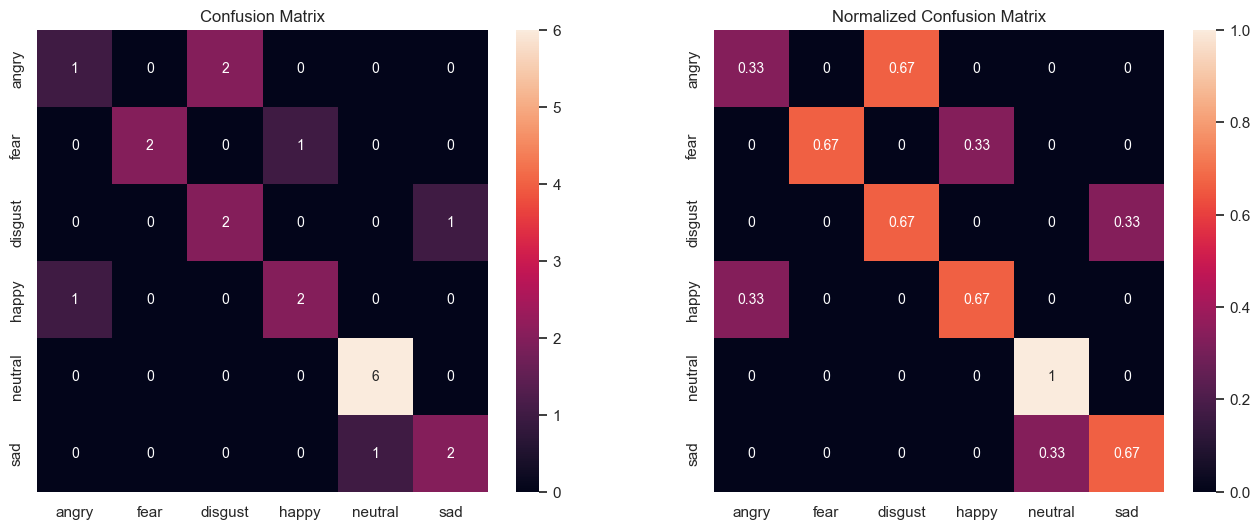 Confusion Matrix
angry 1 0 2 0 0 0
fear 0 2 0 1 0 0
disgust 0 0 2 0 0 1
happy 1 0 0 2 0 0
neutral 0 0 0 0 6 0
sad 0 0 0 0 1 2
angry fear disgust happy neutral sad
6
5
4
3
2
1
0
Normalized Confusion Matrix
angry 0.33 0 0.67 0 0 0
fear 0 0.67 0 0.33 0 0
disgust 0 0 0.67 0 0 0.33
happy 0.33 0 0 0.67 0 0
neutral 0 0 0 0 1 0
sad 0 0 0 0 0.33 0.67
angry fear disgust happy neutral sad
1.0
0.8
0.6
0.4
0.2
0.0